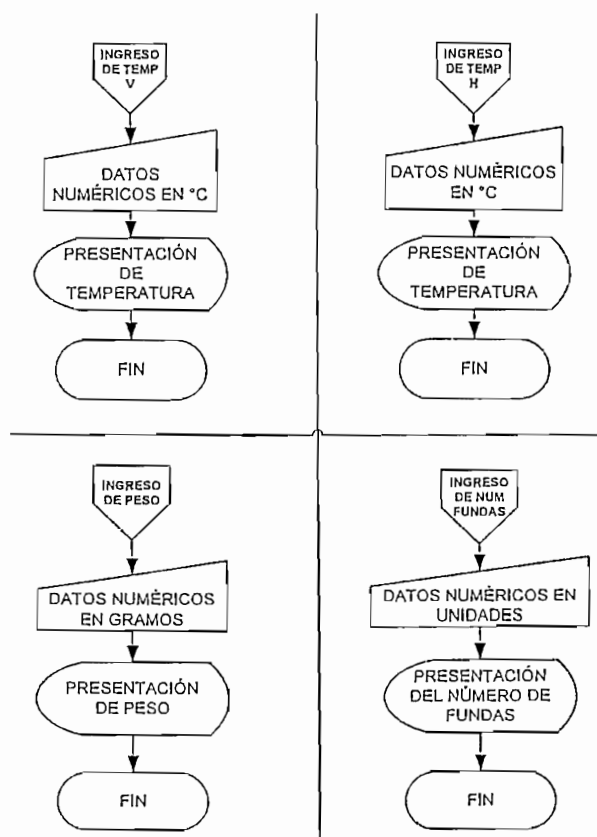 INGRESO
DE TEMP
V
DATOS
NUMÉRICOS EN °C
PRESENTACIÓN
DE
TEMPERATURA
FIN
INGRESO
DE TEMP
H
DATOS NUMÉRICOS
EN °C
PRESENTACIÓN
DE
TEMPERATURA
FIN
INGRESO
DE PESO
DATOS NUMÉRICOS
EN GRAMOS
PRESENTACIÓN
DE PESO
FIN
INGRESO
DE NUM
FUNDAS
DATOS NUMÉRICOS EN
UNIDADES
PRESENTACIÓN
DEL NÚMERO DE
FUNDAS
FIN